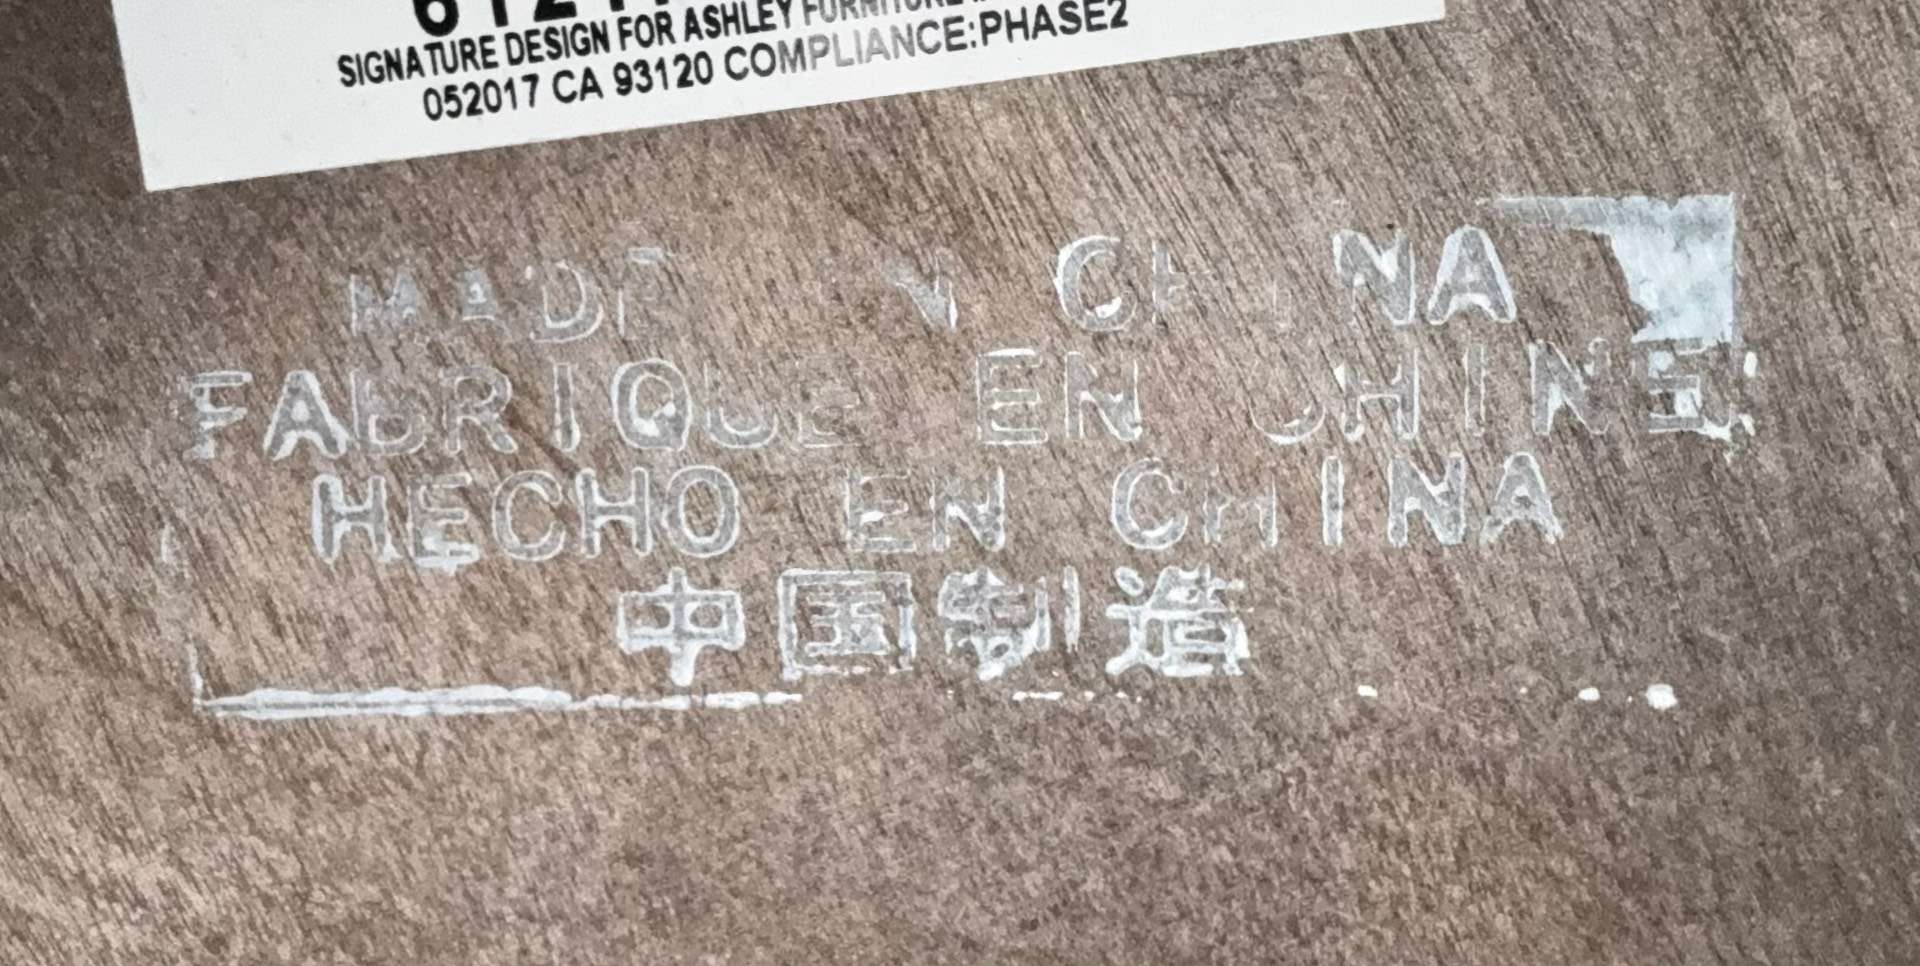 SIGNATURE DESIGN FOR ASHLEY FURNITURE
052017 CA 93120 COMPLIANCE:PHASE2
MADE IN CHINA
FABRIQUE EN CHINE
HECHO EN CHINA
中国制造